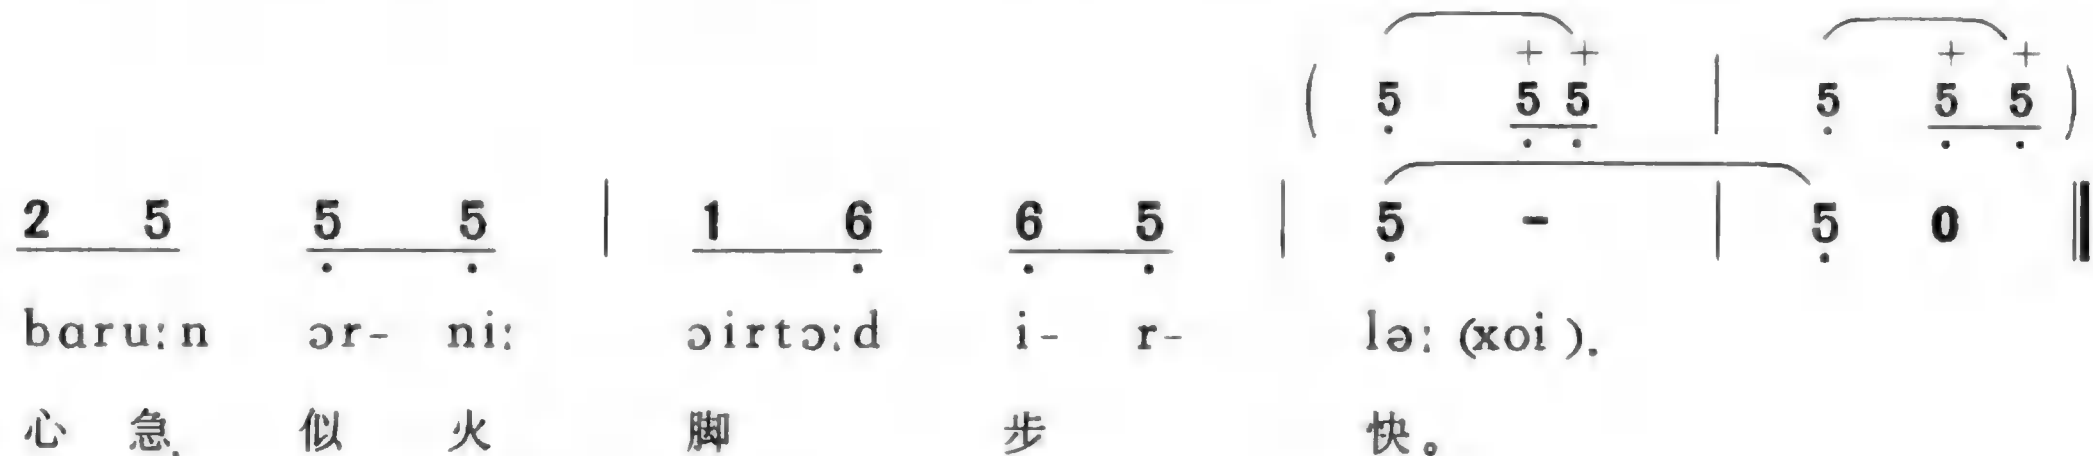 ( 5 5 5 | 5 5 5 )
2 5 5 5 | 1 6 6 5 | 5 - | 5 0 ‖
bɑru:n ɔr- ni: ɔirtɔ:d i- r- lə: (xoi ).
心 急 似 火 脚 步 快。